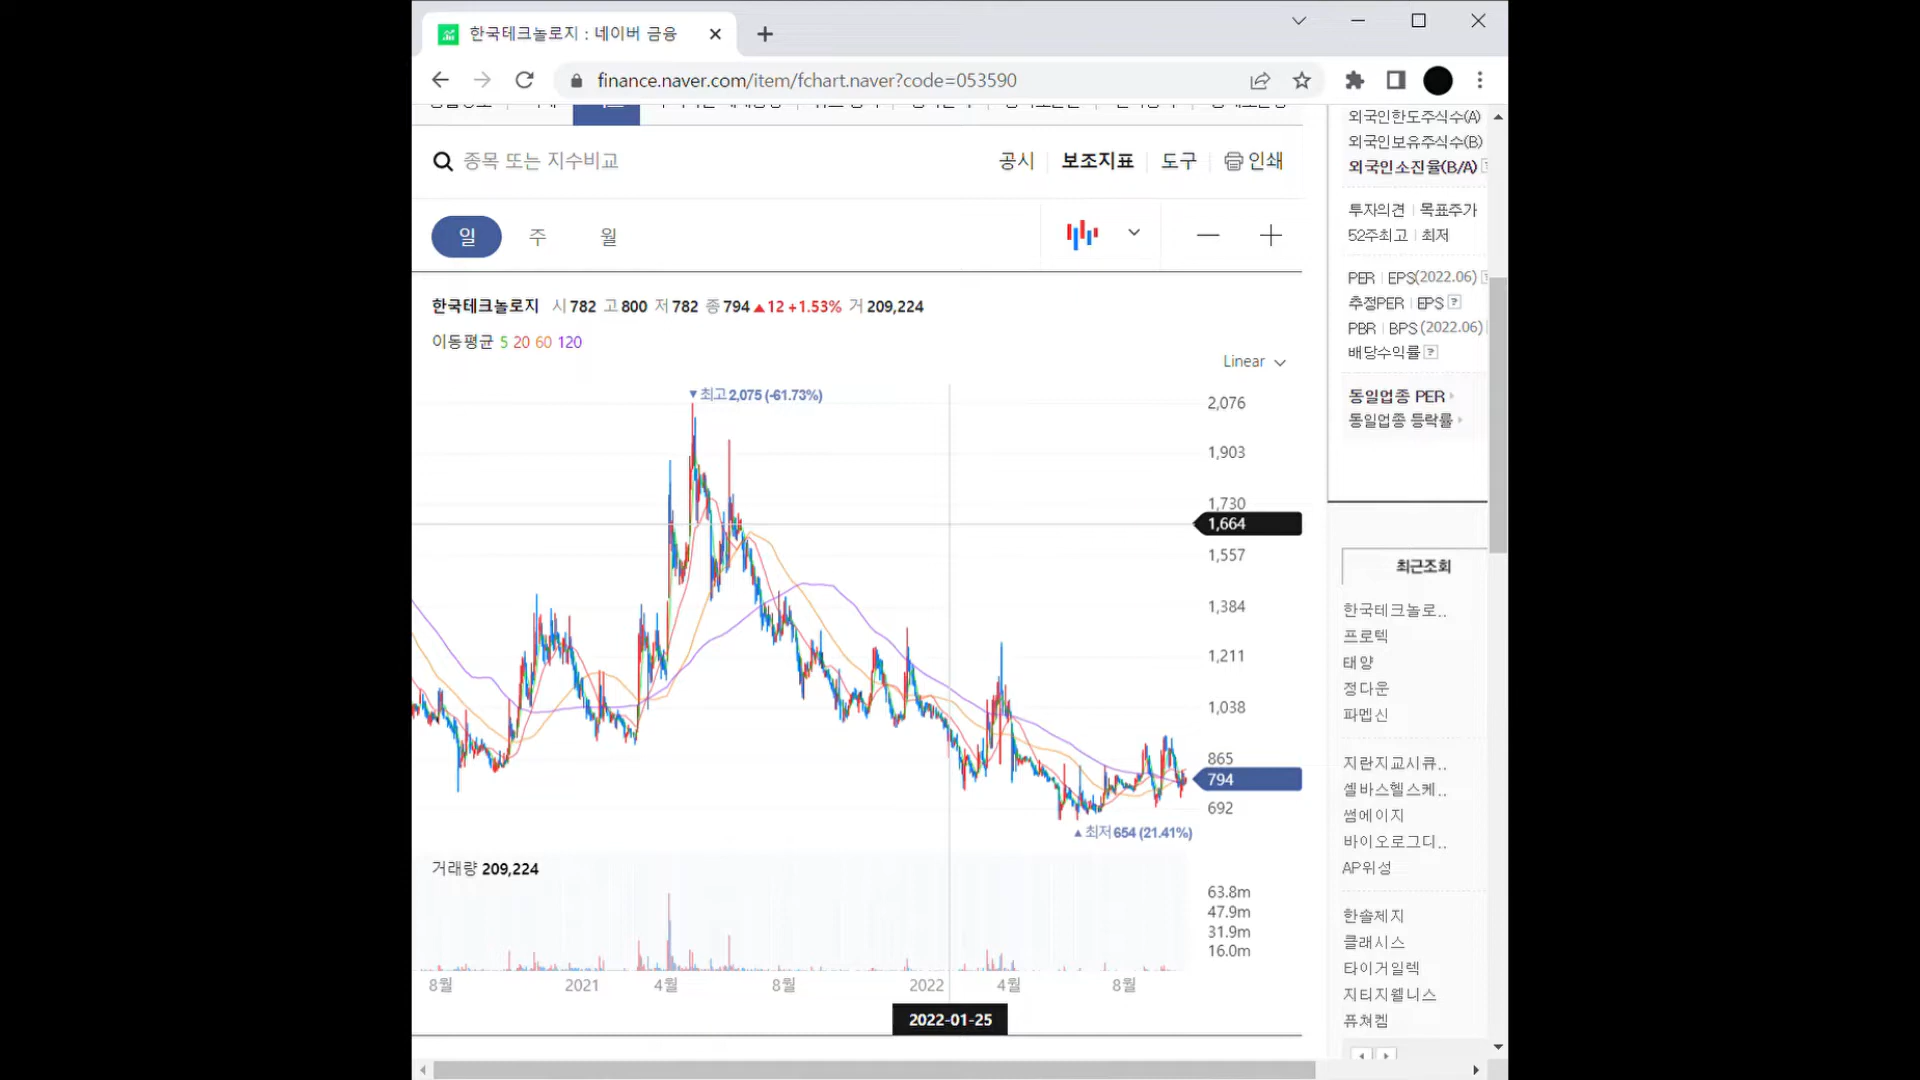 한국테크놀로지 : 네이버 금융
finance.naver.com/item/fchart.naver?code=053590
종목 또는 지수비교
공시 보조지표 도구 인쇄
일 주 월
한국테크놀로지 시 782 고 800 저 782 종 794 ▲12 +1.53% 거 209,224
이동평균 5 20 60 120
Linear
▼최고 2,075 (-61.73%)
2,076
1,903
1,730
1,664
1,557
1,384
1,211
1,038
865
794
692
▲최저 654 (21.41%)
거래량 209,224
63.8m
47.9m
31.9m
16.0m
8월 2021 4월 8월 2022 4월 8월
2022-01-25
외국인한도주식수(A)
외국인보유주식수(B)
외국인소진율(B/A)
투자의견 | 목표주가
52주최고 | 최저
PER | EPS(2022.06) ?
추정PER | EPS ?
PBR | BPS (2022.06)
배당수익률 ?
동일업종 PER
동일업종 등락률
최근조회
한국테크놀로..
프로텍
태양
정다운
파멥신
지란지교시큐..
셀바스헬스케..
썸에이지
바이오로그디..
AP위성
한솔제지
클래시스
타이거일렉
지티지웰니스
퓨쳐켐